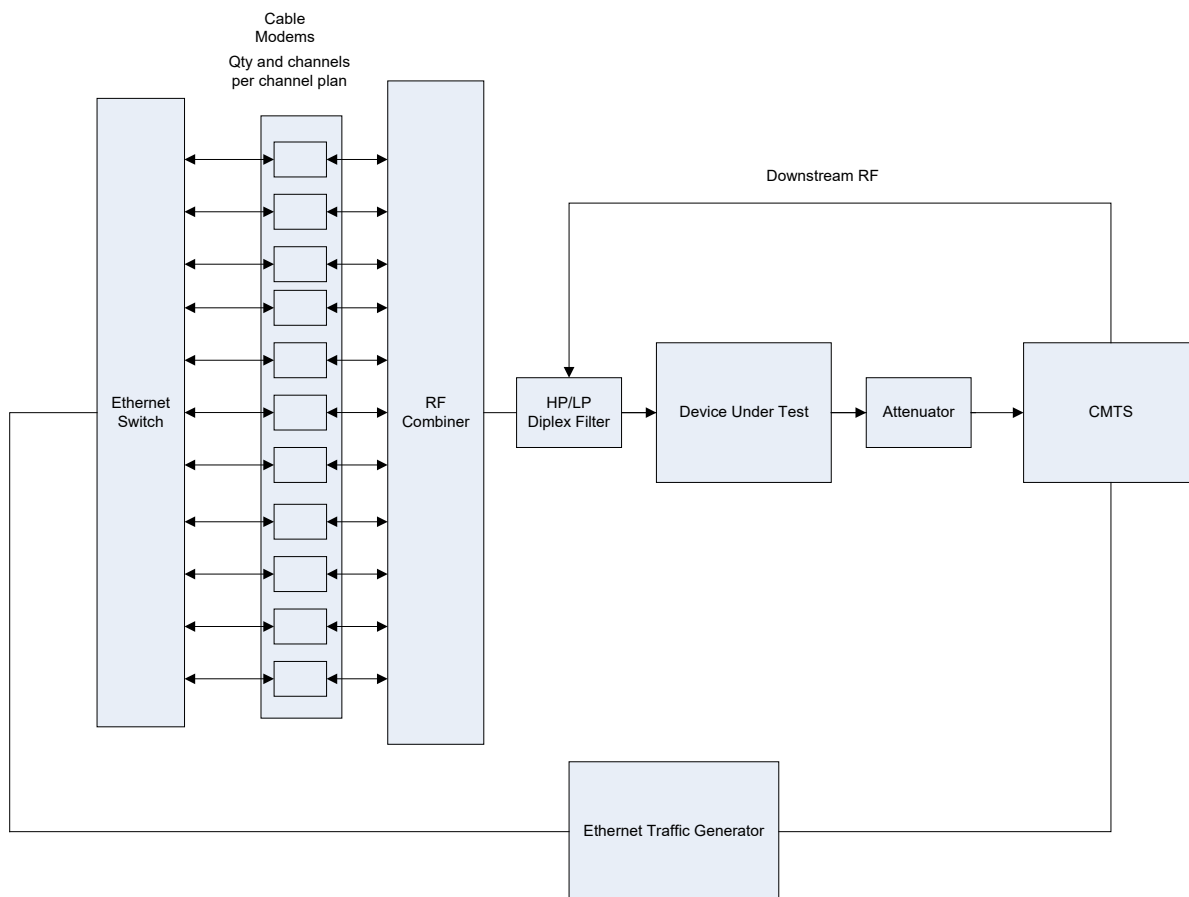 Cable
Modems
Qty and channels
per channel plan
Downstream RF
Ethernet
Switch
RF
Combiner
HP/LP
Diplex Filter
Device Under Test
Attenuator
CMTS
Ethernet Traffic Generator